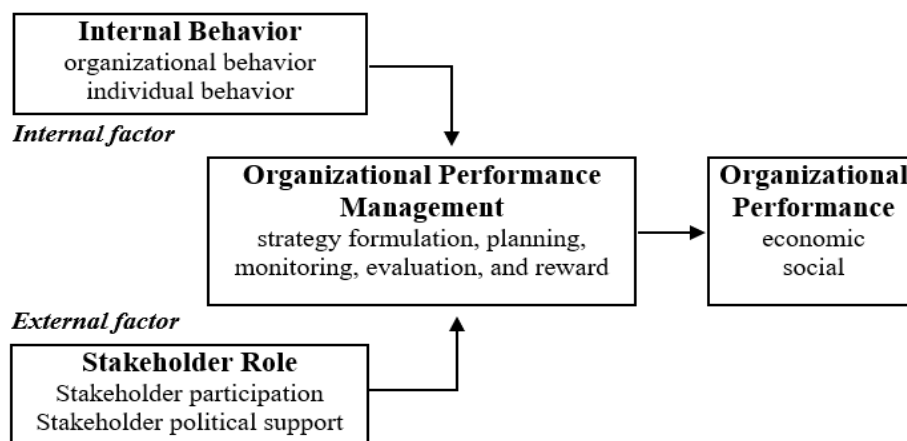 Internal Behavior
organizational behavior
individual behavior
Internal factor
Organizational Performance
Management
strategy formulation, planning,
monitoring, evaluation, and reward
Organizational
Performance
economic
social
External factor
Stakeholder Role
Stakeholder participation
Stakeholder political support